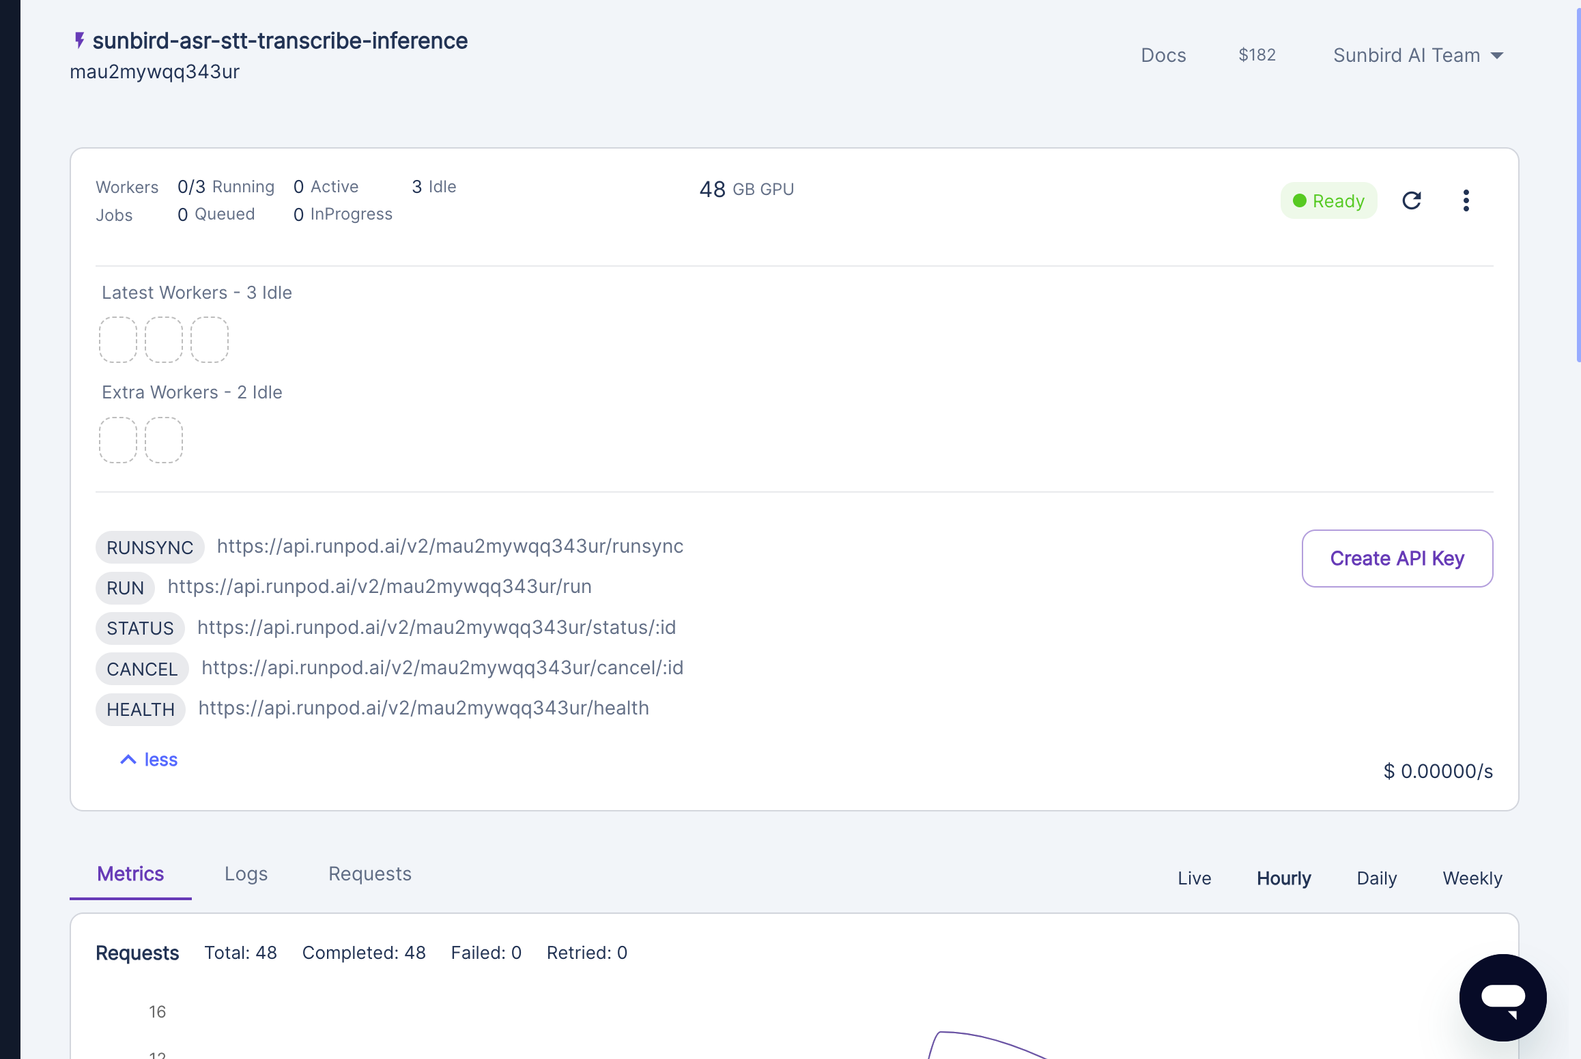 sunbird-asr-stt-transcribe-inference
mau2mywqq343ur
Docs $182 Sunbird AI Team
Workers 0/3 Running 0 Active 3 Idle
Jobs 0 Queued 0 InProgress
48 GB GPU
Ready
Latest Workers - 3 Idle
Extra Workers - 2 Idle
RUNSYNC https://api.runpod.ai/v2/mau2mywqq343ur/runsync
Create API Key
RUN https://api.runpod.ai/v2/mau2mywqq343ur/run
STATUS https://api.runpod.ai/v2/mau2mywqq343ur/status/:id
CANCEL https://api.runpod.ai/v2/mau2mywqq343ur/cancel/:id
HEALTH https://api.runpod.ai/v2/mau2mywqq343ur/health
less
$ 0.00000/s
Metrics Logs Requests
Live Hourly Daily Weekly
Requests Total: 48 Completed: 48 Failed: 0 Retried: 0
16
12